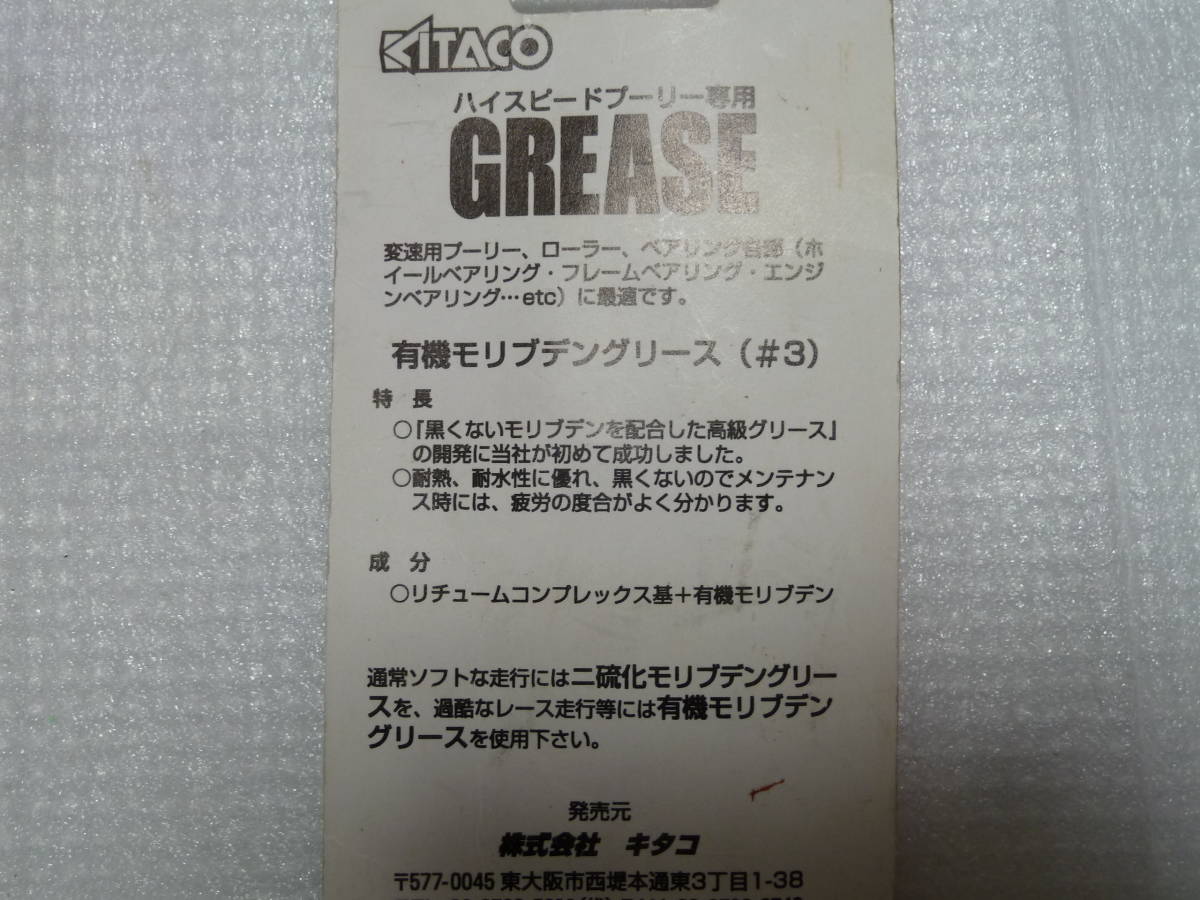 KITACO
ハイスピードプーリー専用
GREASE
変速用プーリー、ローラー、ベアリング各部（ホ
イールベアリング・フレームベアリング・エンジ
ンベアリング…etc）に最適です。
有機モリブデングリース（＃3）
特 長
○『黒くないモリブデンを配合した高級グリース』
の開発に当社が初めて成功しました。
○耐熱、耐水性に優れ、黒くないのでメンテナン
ス時には、疲労の度合がよく分かります。
成 分
○リチュームコンプレックス基＋有機モリブデン
通常ソフトな走行には二硫化モリブデングリー
スを、過酷なレース走行等には有機モリブデン
グリースを使用下さい。
発売元
株式会社 キタコ
〒577-0045 東大阪市西堤本通東3丁目1-38